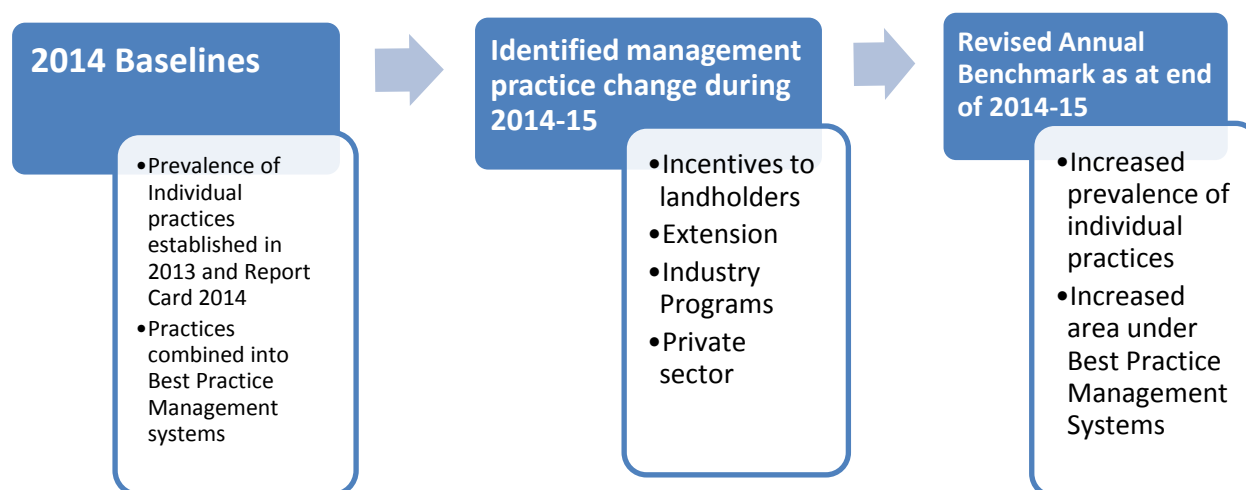 2014 Baselines
•Prevalence of
Individual
practices
established in
2013 and Report
Card 2014
•Practices
combined into
Best Practice
Management
systems
Identified management
practice change during
2014-15
•Incentives to
landholders
•Extension
•Industry
Programs
•Private
sector
Revised Annual
Benchmark as at end
of 2014-15
•Increased
prevalence of
individual
practices
•Increased
area under
Best Practice
Management
Systems